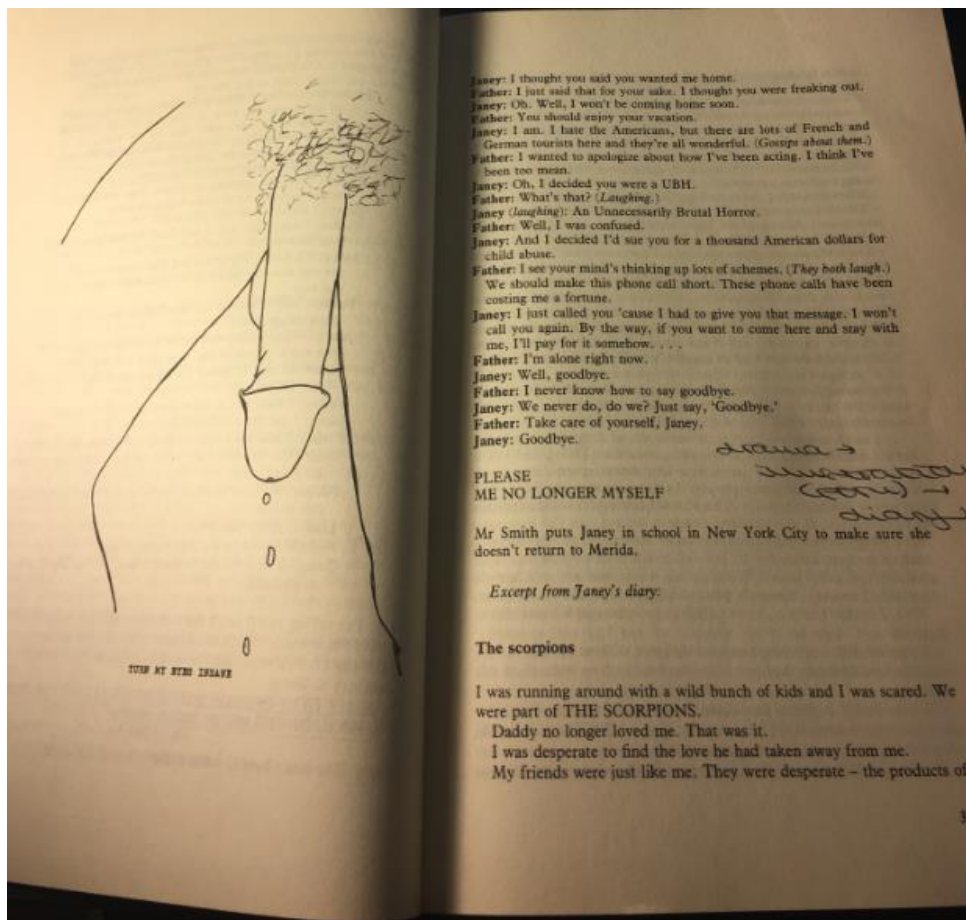 TURN MY EYES INSANE
Janey: I thought you said you wanted me home.
Father: I just said that for your sake. I thought you were freaking out.
Janey: Oh. Well, I won't be coming home soon.
Father: You should enjoy your vacation.
Janey: I am. I hate the Americans, but there are lots of French and
German tourists here and they're all wonderful. (Gossips about them.)
Father: I wanted to apologize about how I've been acting. I think I've
been too mean.
Janey: Oh, I decided you were a UBH.
Father: What's that? (Laughing.)
Janey (laughing): An Unnecessarily Brutal Horror.
Father: Well, I was confused.
Janey: And I decided I'd sue you for a thousand American dollars for
child abuse.
Father: I see your mind's thinking up lots of schemes. (They both laugh.)
We should make this phone call short. These phone calls have been
costing me a fortune.
Janey: I just called you 'cause I had to give you that message. I won't
call you again. By the way, if you want to come here and stay with
me, I'll pay for it somehow. . . .
Father: I'm alone right now.
Janey: Well, goodbye.
Father: I never know how to say goodbye.
Janey: We never do, do we? Just say, 'Goodbye.'
Father: Take care of yourself, Janey.
Janey: Goodbye.
drama →
diary
PLEASE
ME NO LONGER MYSELF
Mr Smith puts Janey in school in New York City to make sure she
doesn't return to Merida.
Excerpt from Janey's diary:
The scorpions
I was running around with a wild bunch of kids and I was scared. We
were part of THE SCORPIONS.
Daddy no longer loved me. That was it.
I was desperate to find the love he had taken away from me.
My friends were just like me. They were desperate – the products of